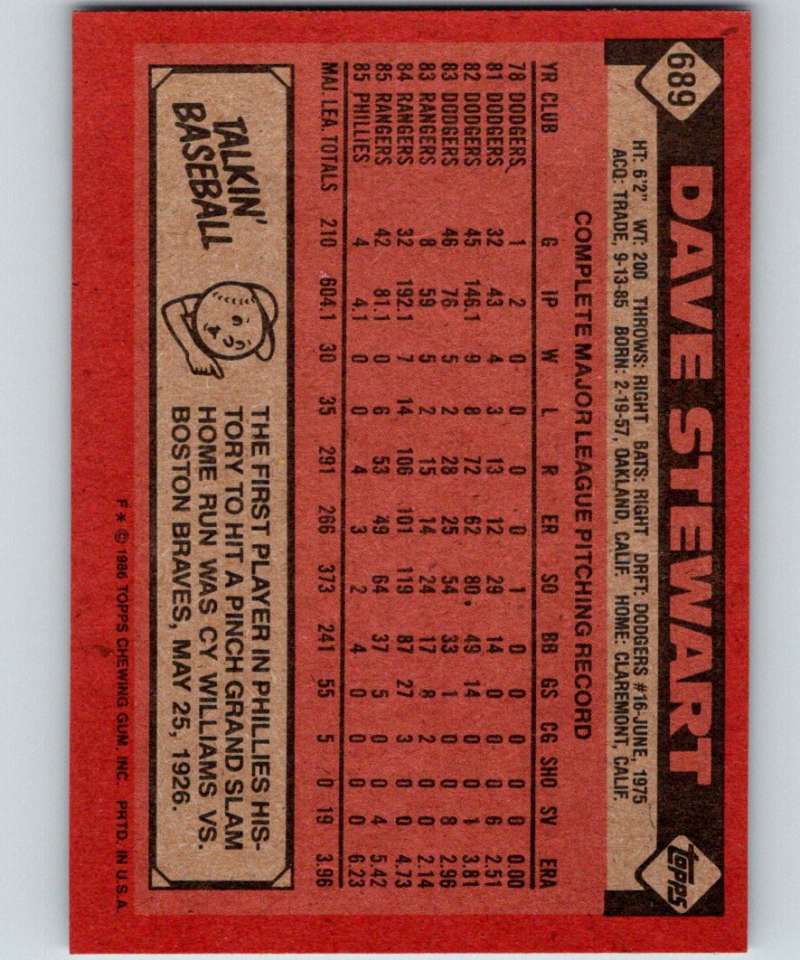 689
DAVE STEWART
topps
HT: 6'2" WT: 200 THROWS: RIGHT BATS: RIGHT DRFT: DODGERS #16-JUNE, 1975
ACQ: TRADE, 9-13-85 BORN: 2-19-57, OAKLAND, CALIF. HOME: CLAREMONT, CALIF.
COMPLETE MAJOR LEAGUE PITCHING RECORD
YR CLUB G IP W L R ER SO BB GS CG SHO SV ERA
78 DODGERS 1 2 0 0 0 0 1 0 0 0 0 0 0.00
81 DODGERS 32 43 4 3 13 12 29 14 0 0 0 6 2.51
82 DODGERS 45 146.1 9 8 72 62 80 49 14 0 0 1 3.81
83 DODGERS 46 76 5 2 28 25 54 33 1 0 0 8 2.96
83 RANGERS 8 59 5 2 15 14 24 17 8 2 0 0 2.14
84 RANGERS 32 192.1 7 14 106 101 119 87 27 3 0 0 4.73
85 RANGERS 42 81.1 0 6 53 49 64 37 5 0 0 4 5.42
85 PHILLIES 4 4.1 0 0 4 3 2 4 0 0 0 0 6.23
MAJ. LEA. TOTALS 210 604.1 30 35 291 266 373 241 55 5 0 19 3.96
TALKIN'
BASEBALL
THE FIRST PLAYER IN PHILLIES HIS-
TORY TO HIT A PINCH GRAND SLAM
HOME RUN WAS CY WILLIAMS VS.
BOSTON BRAVES, MAY 25, 1926.
F* © 1986 TOPPS CHEWING GUM, INC. PRTD. IN U.S.A.